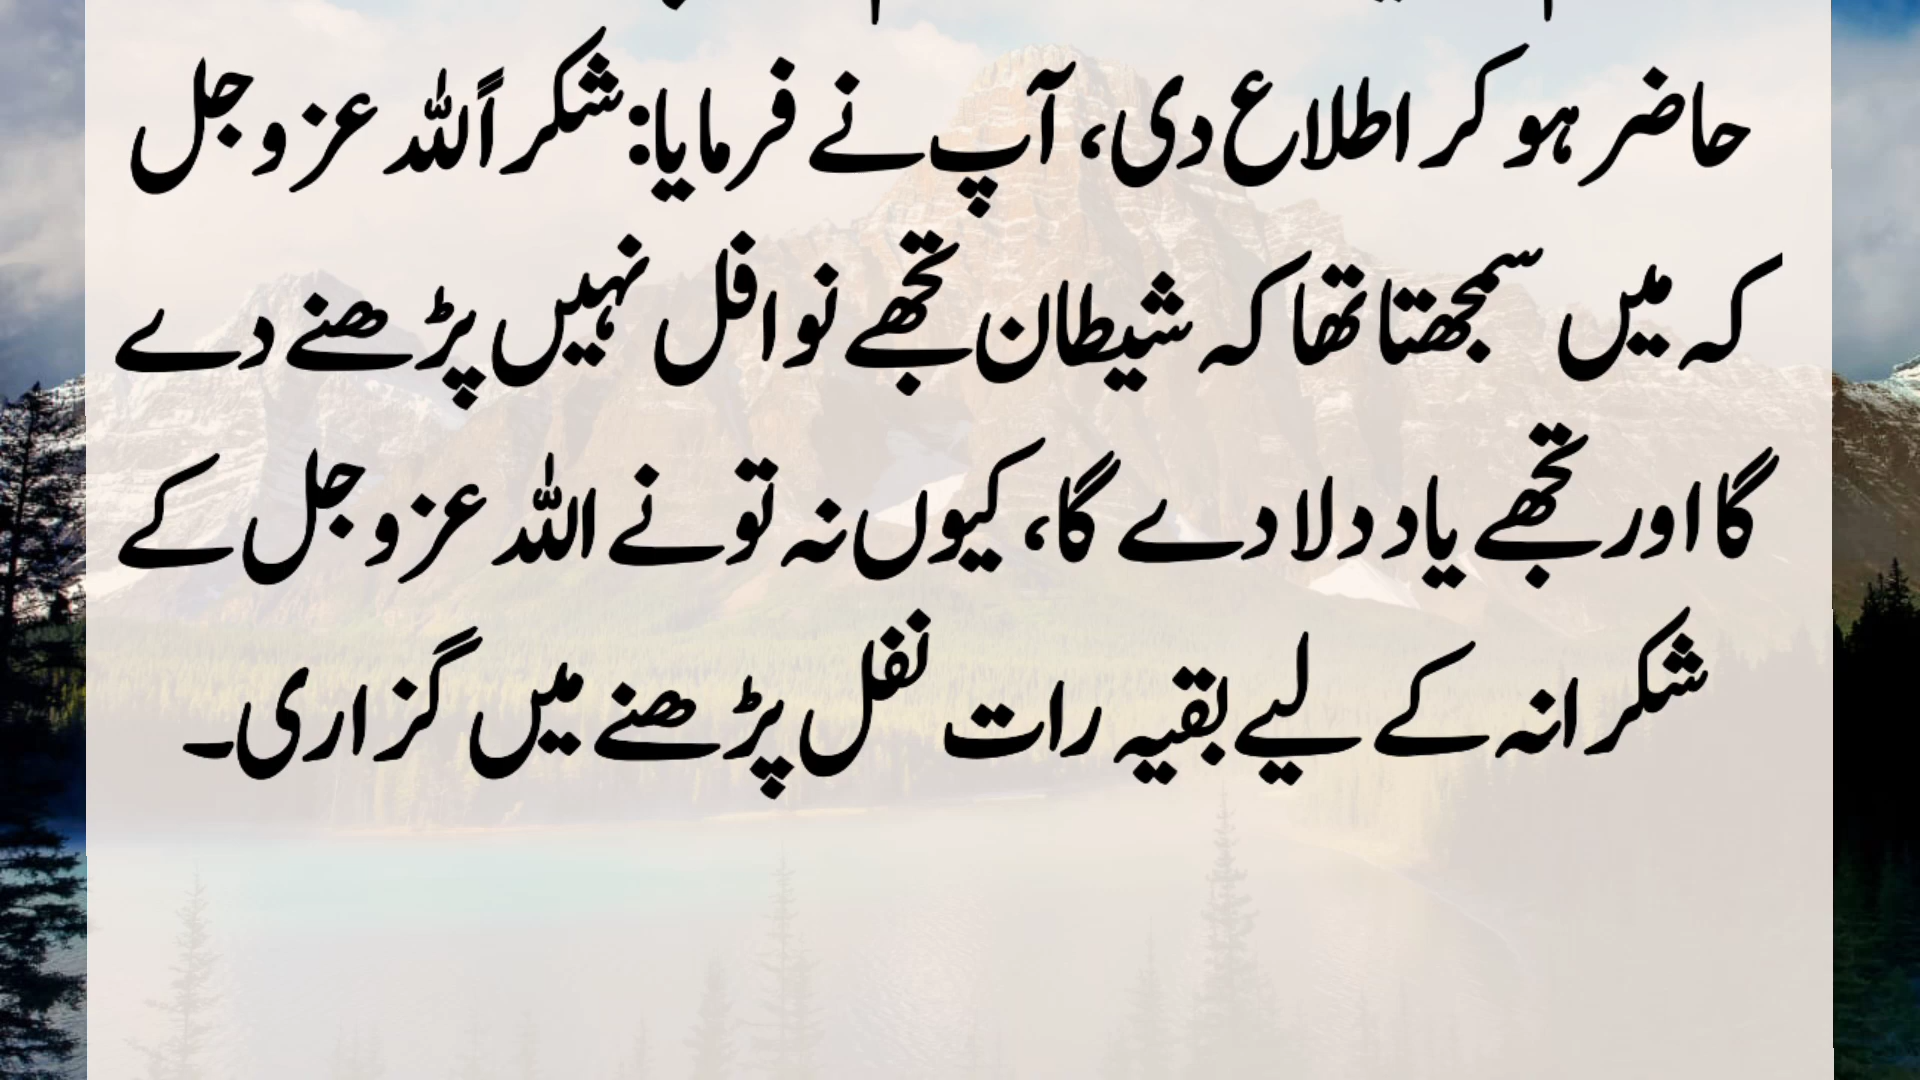 حاضر ہو کر اطلاع دی، آپ نے فرمایا: شکر اًللہ عز و جل
کہ میں سمجھتا تھا کہ شیطان تجھے نوافل نہیں پڑھنے دے
گا اور تجھے یاد دلا دے گا، کیوں نہ تو نے اللہ عز و جل کے
شکرانہ کے لیے بقیہ رات نفل پڑھنے میں گزاری۔